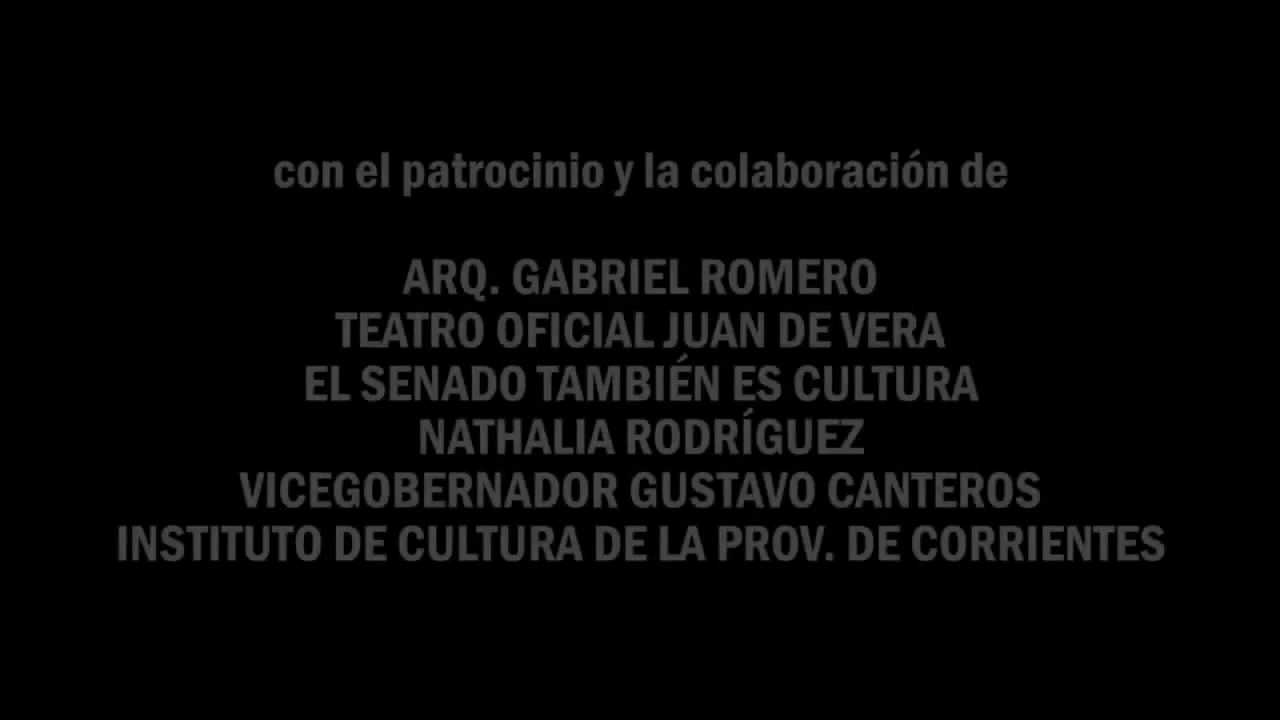 con el patrocinio y la colaboración de
ARQ. GABRIEL ROMERO
TEATRO OFICIAL JUAN DE VERA
EL SENADO TAMBIÉN ES CULTURA
NATHALIA RODRÍGUEZ
VICEGOBERNADOR GUSTAVO CANTEROS
INSTITUTO DE CULTURA DE LA PROV. DE CORRIENTES